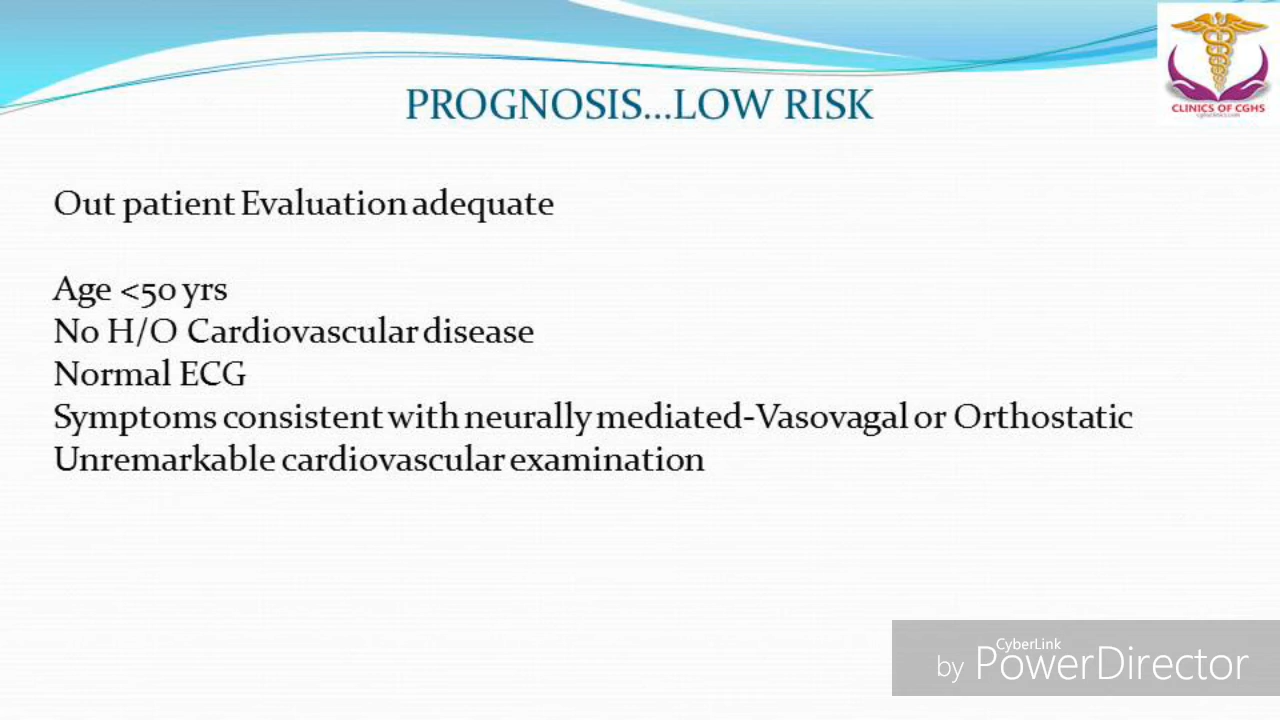 PROGNOSIS...LOW RISK
CLINICS OF CGHS
Out patient Evaluation adequate
Age <50 yrs
No H/O Cardiovascular disease
Normal ECG
Symptoms consistent with neurally mediated-Vasovagal or Orthostatic
Unremarkable cardiovascular examination
CyberLink
by PowerDirector